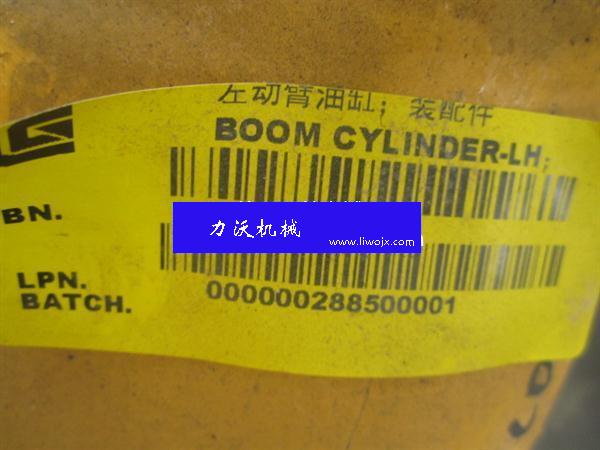 左动臂油缸；装配件
BOOM CYLINDER-LH;
BN.
力沃机械
www.liwojx.com
LPN.
000000288500001
BATCH.